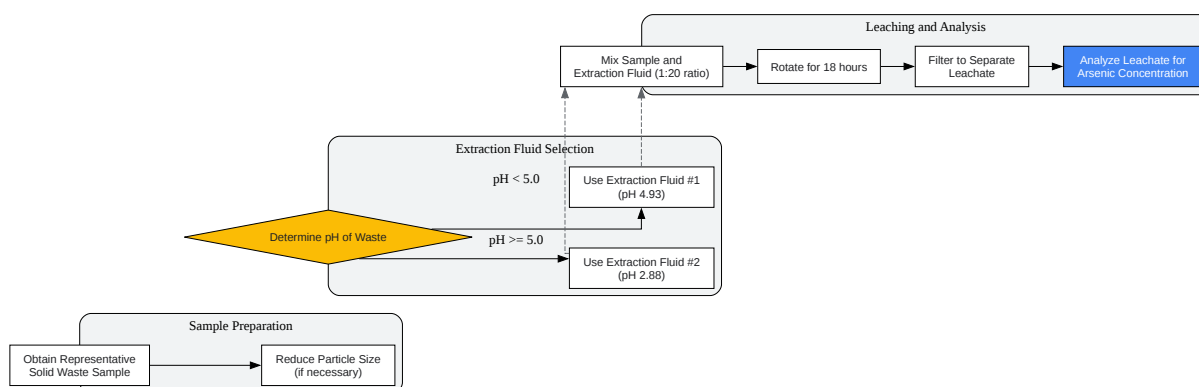 Leaching and Analysis
Mix Sample and
Extraction Fluid (1:20 ratio)
Rotate for 18 hours
Filter to Separate
Leachate
Analyze Leachate for
Arsenic Concentration
Extraction Fluid Selection
pH < 5.0
Use Extraction Fluid #1
(pH 4.93)
Determine pH of Waste
pH >= 5.0
Use Extraction Fluid #2
(pH 2.88)
Sample Preparation
Obtain Representative
Solid Waste Sample
Reduce Particle Size
(if necessary)